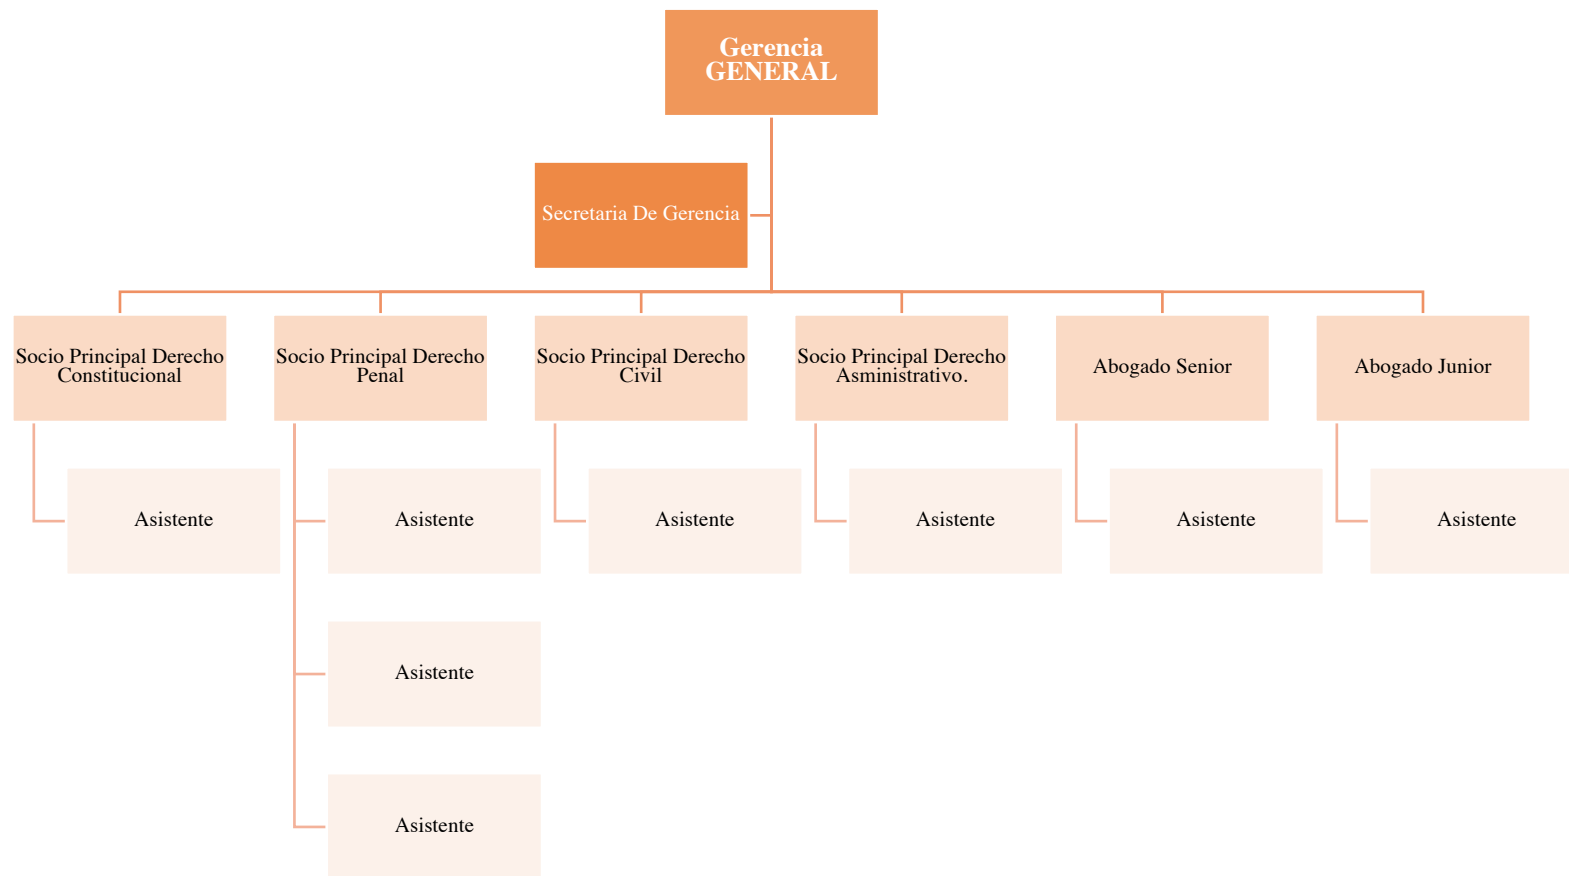 Gerencia
GENERAL
Secretaria De Gerencia
Socio Principal Derecho
Constitucional
Socio Principal Derecho
Penal
Socio Principal Derecho
Civil
Socio Principal Derecho
Asministrativo.
Abogado Senior
Abogado Junior
Asistente
Asistente
Asistente
Asistente
Asistente
Asistente
Asistente
Asistente